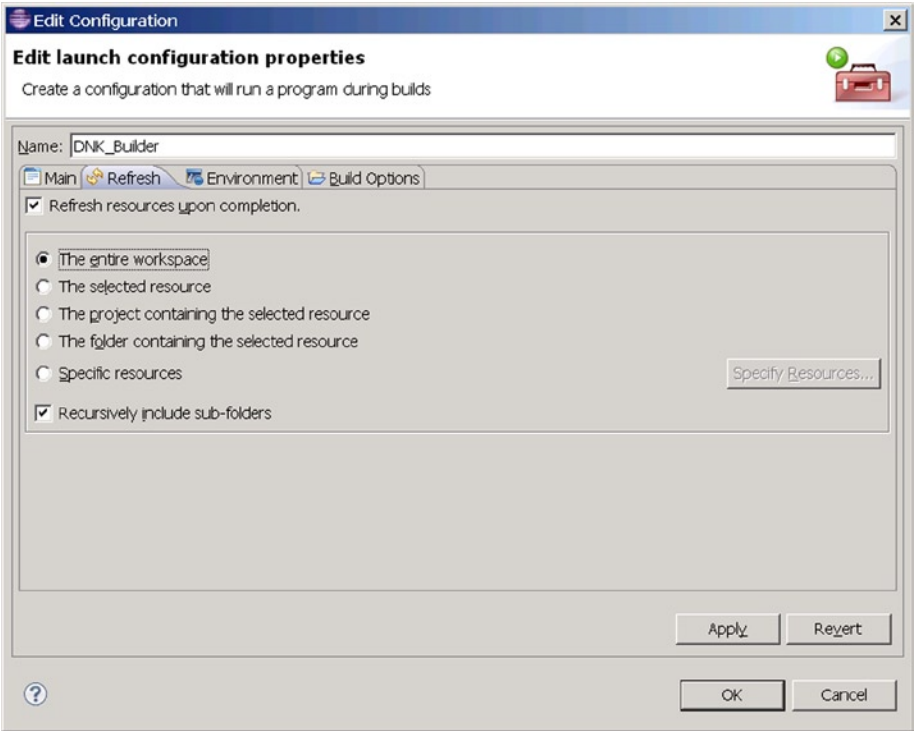 Edit Configuration
Edit launch configuration properties
Create a configuration that will run a program during builds
Name: DNK_Builder
Main Refresh Environment Build Options
Refresh resources upon completion.
The entire workspace
The selected resource
The project containing the selected resource
The folder containing the selected resource
Specific resources Specify Resources...
Recursively include sub-folders
Apply Revert
? OK Cancel